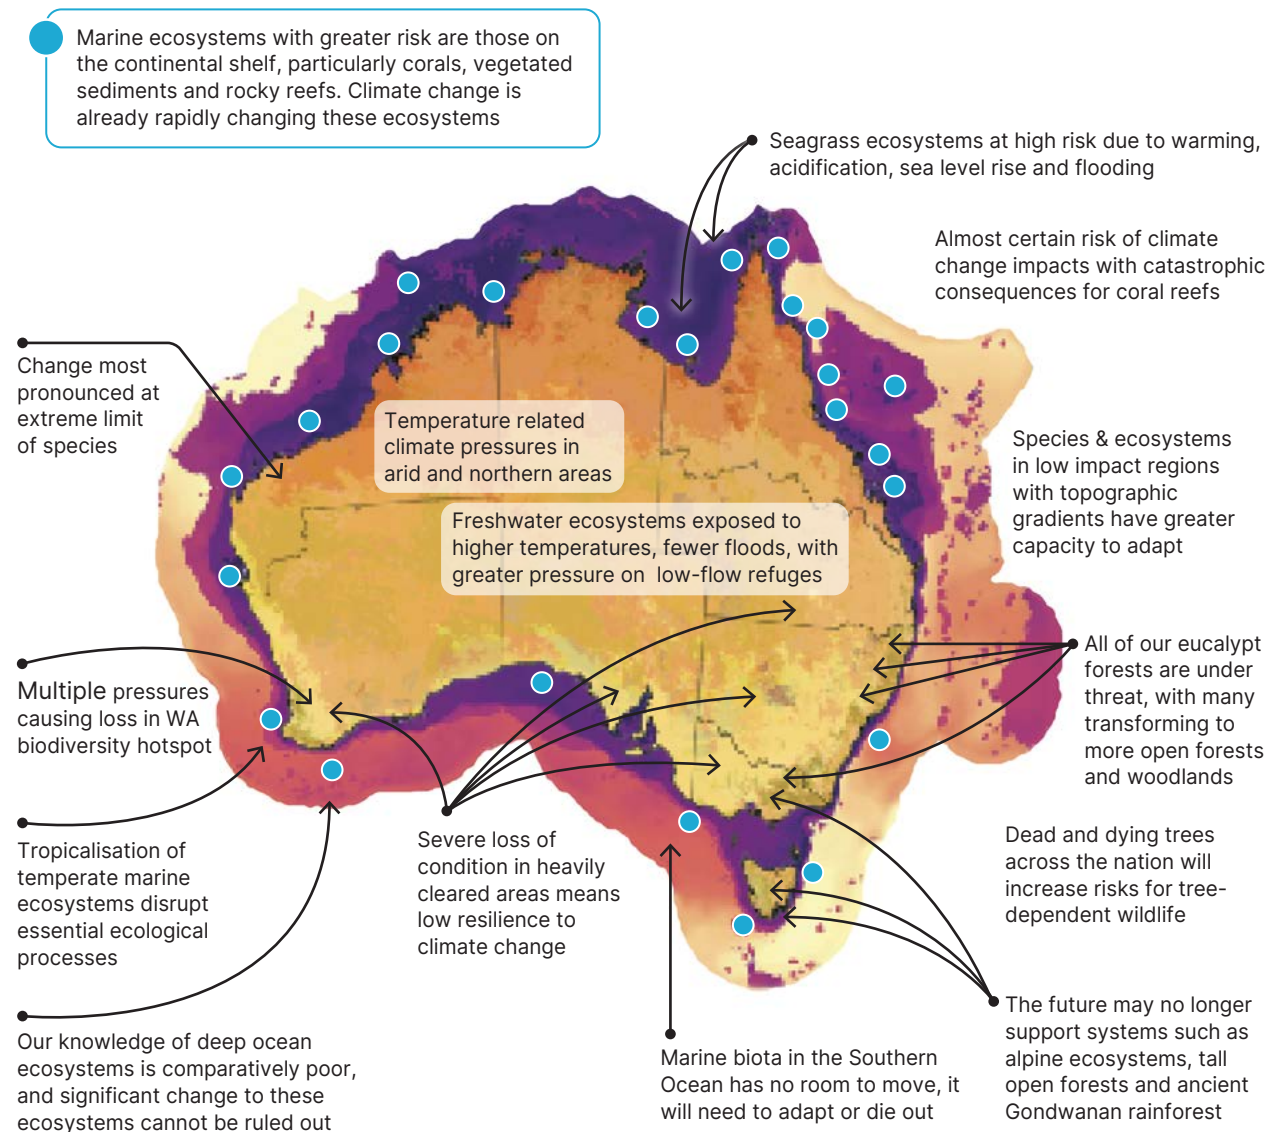 Marine ecosystems with greater risk are those on
the continental shelf, particularly corals, vegetated
sediments and rocky reefs. Climate change is
already rapidly changing these ecosystems
Seagrass ecosystems at high risk due to warming,
acidification, sea level rise and flooding
Almost certain risk of climate
change impacts with catastrophic
consequences for coral reefs
Change most
pronounced at
extreme limit
of species
Temperature related
climate pressures in
arid and northern areas
Species & ecosystems
in low impact regions
with topographic
gradients have greater
capacity to adapt
Freshwater ecosystems exposed to
higher temperatures, fewer floods, with
greater pressure on low-flow refuges
All of our eucalypt
forests are under
threat, with many
transforming to
more open forests
and woodlands
Multiple pressures
causing loss in WA
biodiversity hotspot
Tropicalisation of
temperate marine
ecosystems disrupt
essential ecological
processes
Severe loss of
condition in heavily
cleared areas means
low resilience to
climate change
Dead and dying trees
across the nation will
increase risks for tree-
dependent wildlife
Our knowledge of deep ocean
ecosystems is comparatively poor,
and significant change to these
ecosystems cannot be ruled out
Marine biota in the Southern
Ocean has no room to move, it
will need to adapt or die out
The future may no longer
support systems such as
alpine ecosystems, tall
open forests and ancient
Gondwanan rainforest